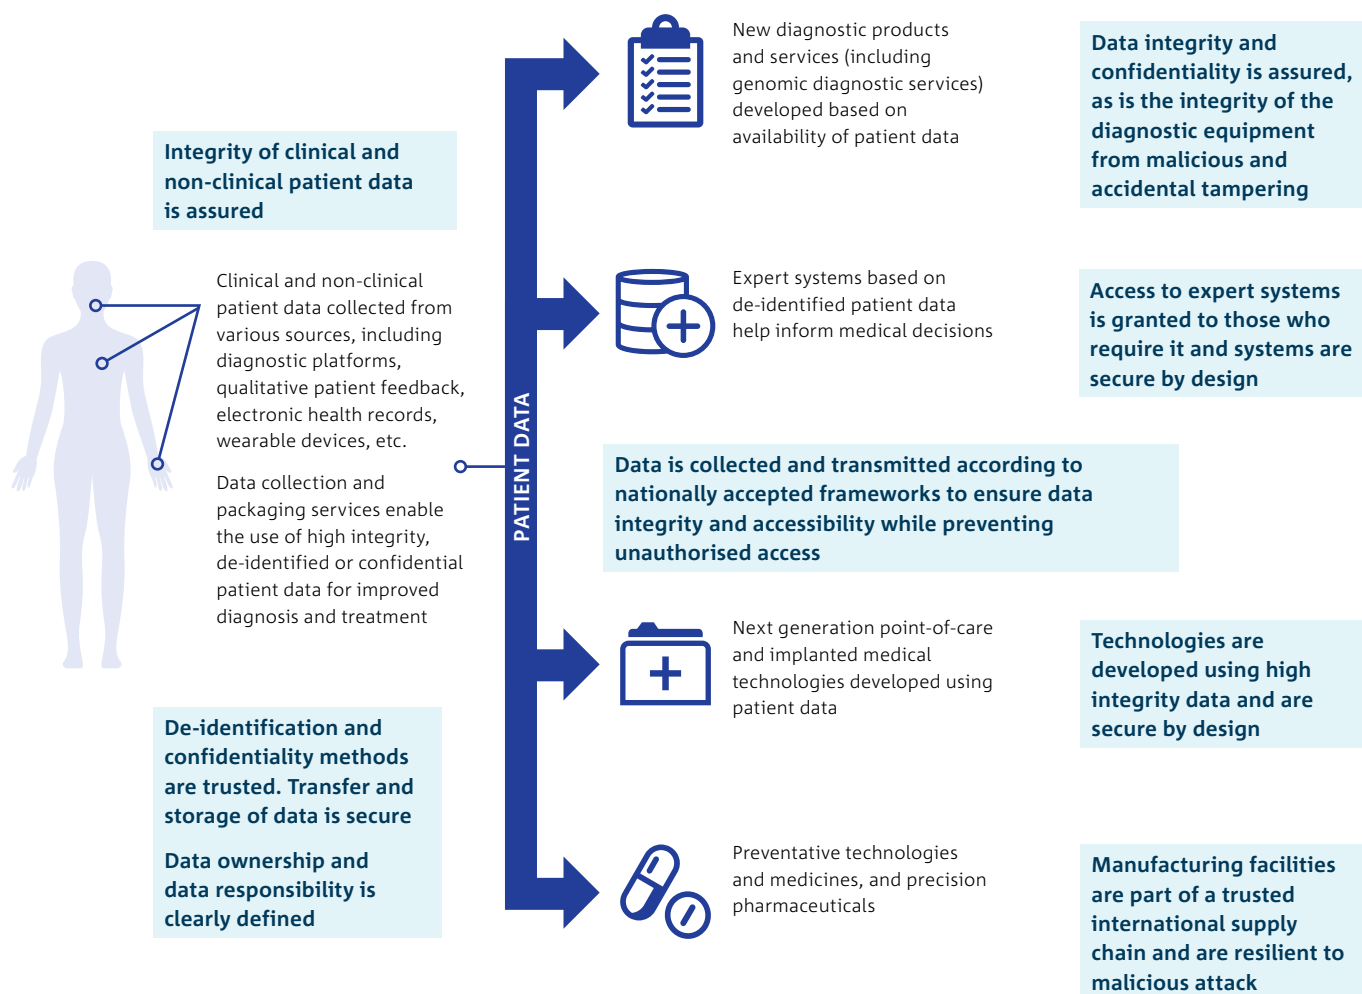 Integrity of clinical and
non-clinical patient data
is assured
Clinical and non-clinical
patient data collected from
various sources, including
diagnostic platforms,
qualitative patient feedback,
electronic health records,
wearable devices, etc.
Data collection and
packaging services enable
the use of high integrity,
de-identified or confidential
patient data for improved
diagnosis and treatment
De-identification and
confidentiality methods
are trusted. Transfer and
storage of data is secure
Data ownership and
data responsibility is
clearly defined
PATIENT DATA
New diagnostic products
and services (including
genomic diagnostic services)
developed based on
availability of patient data
Data integrity and
confidentiality is assured,
as is the integrity of the
diagnostic equipment
from malicious and
accidental tampering
Expert systems based on
de-identified patient data
help inform medical decisions
Access to expert systems
is granted to those who
require it and systems are
secure by design
Data is collected and transmitted according to
nationally accepted frameworks to ensure data
integrity and accessibility while preventing
unauthorised access
Next generation point-of-care
and implanted medical
technologies developed using
patient data
Technologies are
developed using high
integrity data and are
secure by design
Preventative technologies
and medicines, and precision
pharmaceuticals
Manufacturing facilities
are part of a trusted
international supply
chain and are resilient to
malicious attack